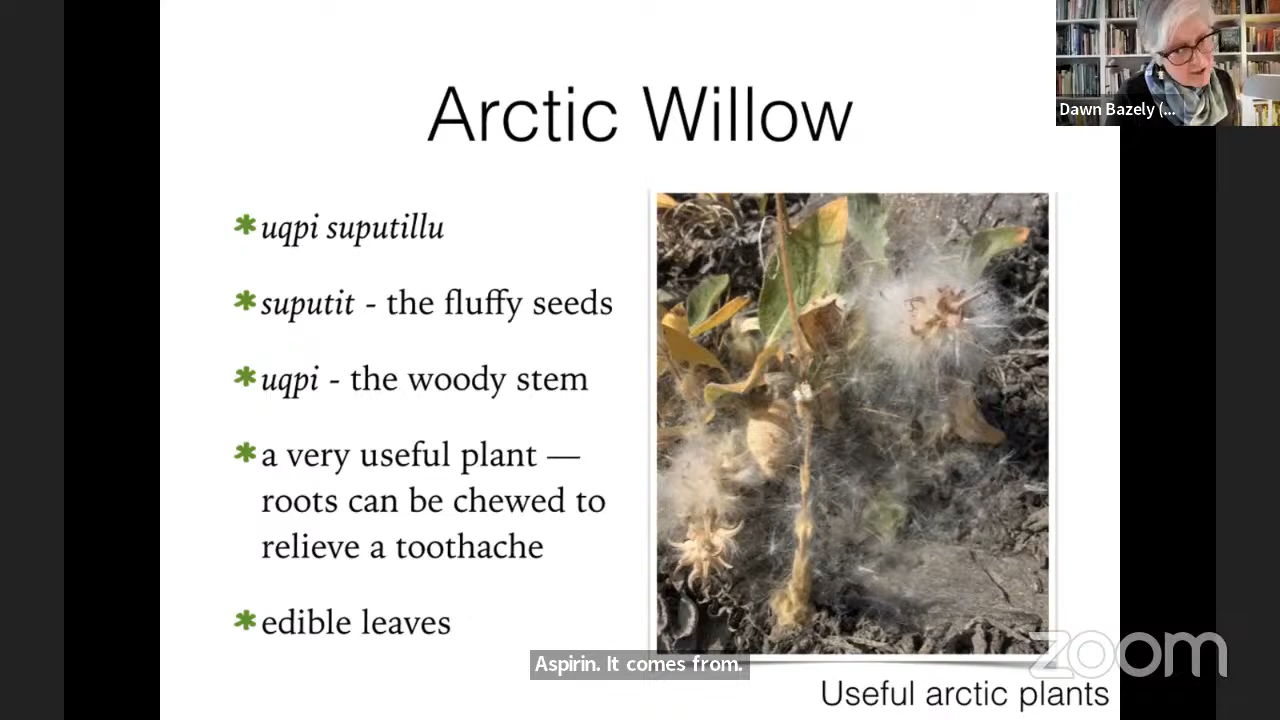 Arctic Willow
Dawn Bazely (...
*uqpi suputillu
*suputit - the fluffy seeds
*uqpi - the woody stem
*a very useful plant —
roots can be chewed to
relieve a toothache
*edible leaves
Aspirin. It comes from.
zoom
Useful arctic plants